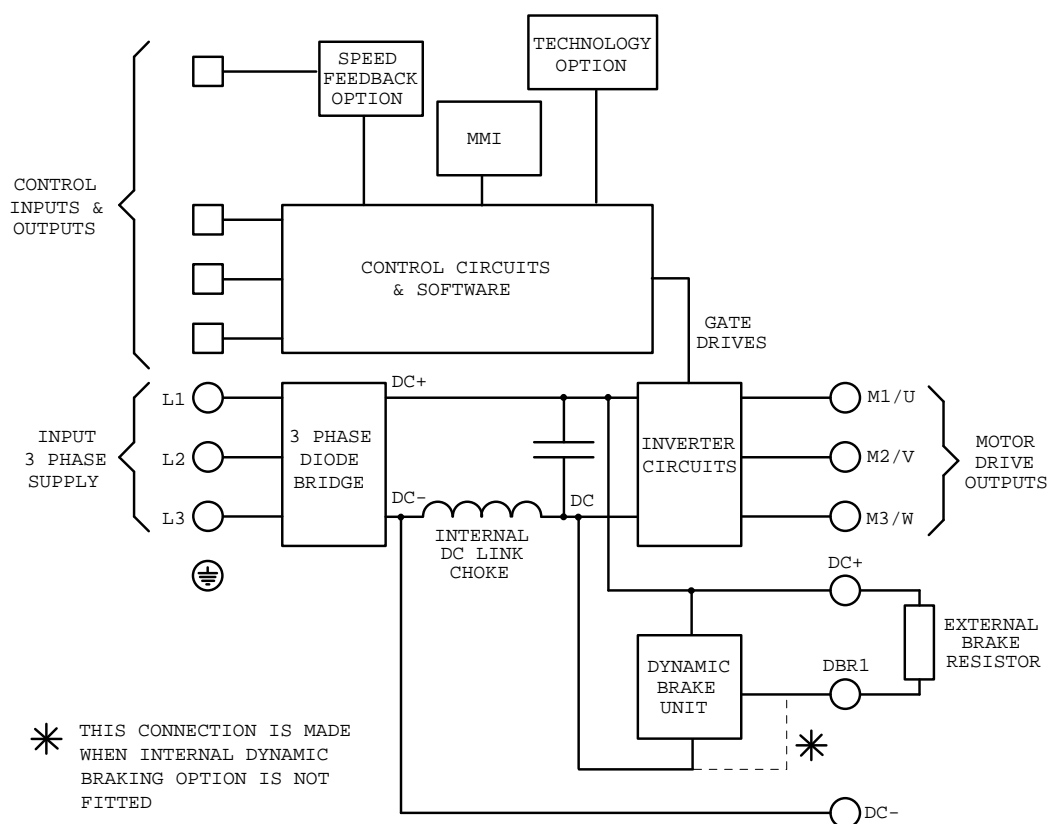 SPEED
FEEDBACK
OPTION
TECHNOLOGY
OPTION
MMI
CONTROL
INPUTS &
OUTPUTS
CONTROL CIRCUITS
& SOFTWARE
GATE
DRIVES
INPUT
3 PHASE
SUPPLY
L1
L2
L3
3 PHASE
DIODE
BRIDGE
DC+
DC-
INTERNAL
DC LINK
CHOKE
DC
INVERTER
CIRCUITS
M1/U
M2/V
M3/W
MOTOR
DRIVE
OUTPUTS
DC+
EXTERNAL
BRAKE
RESISTOR
DYNAMIC
BRAKE
UNIT
DBR1
THIS CONNECTION IS MADE
WHEN INTERNAL DYNAMIC
BRAKING OPTION IS NOT
FITTED
DC-